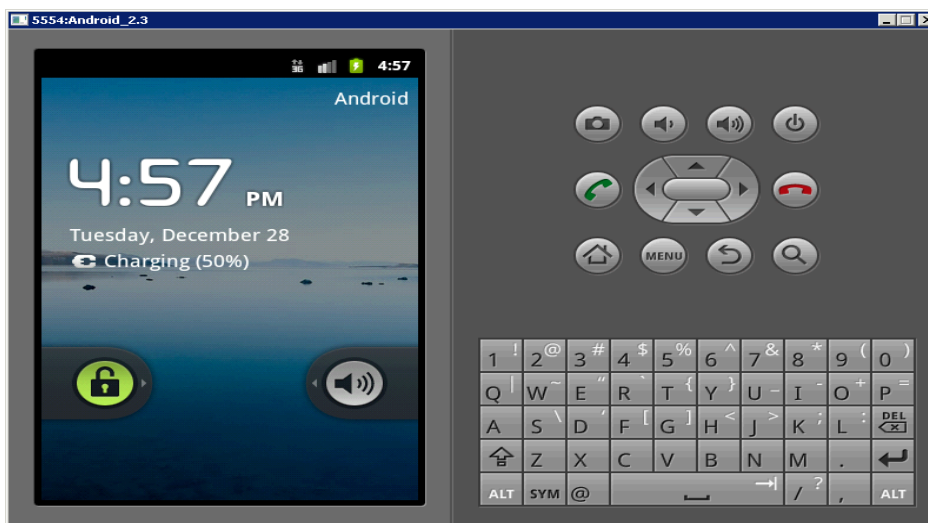 5554:Android_2.3
3G 4:57
Android
4:57 PM
Tuesday, December 28
Charging (50%)
MENU
1 ! 2 @ 3 # 4 $ 5 % 6 ^ 7 & 8 * 9 ( 0 )
Q | W ~ E " R ` T { Y } U _ I - O + P =
A S \ D ' F [ G ] H < J > K ; L : DEL
Z X C V B N M .
ALT SYM @ / ? , ALT